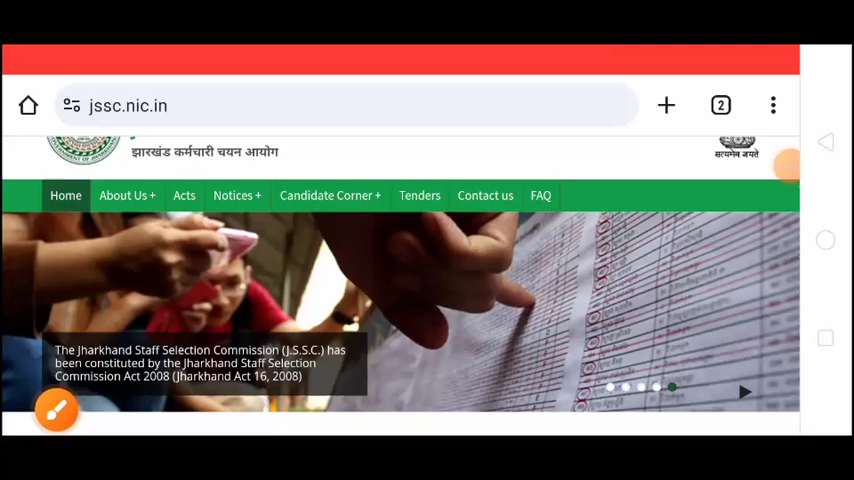 jssc.nic.in
2
झारखंड कर्मचारी चयन आयोग
सत्यमेव जयते
Home About Us + Acts Notices + Candidate Corner + Tenders Contact us FAQ
The Jharkhand Staff Selection Commission (J.S.S.C.) has
been constituted by the Jharkhand Staff Selection
Commission Act 2008 (Jharkhand Act 16, 2008)